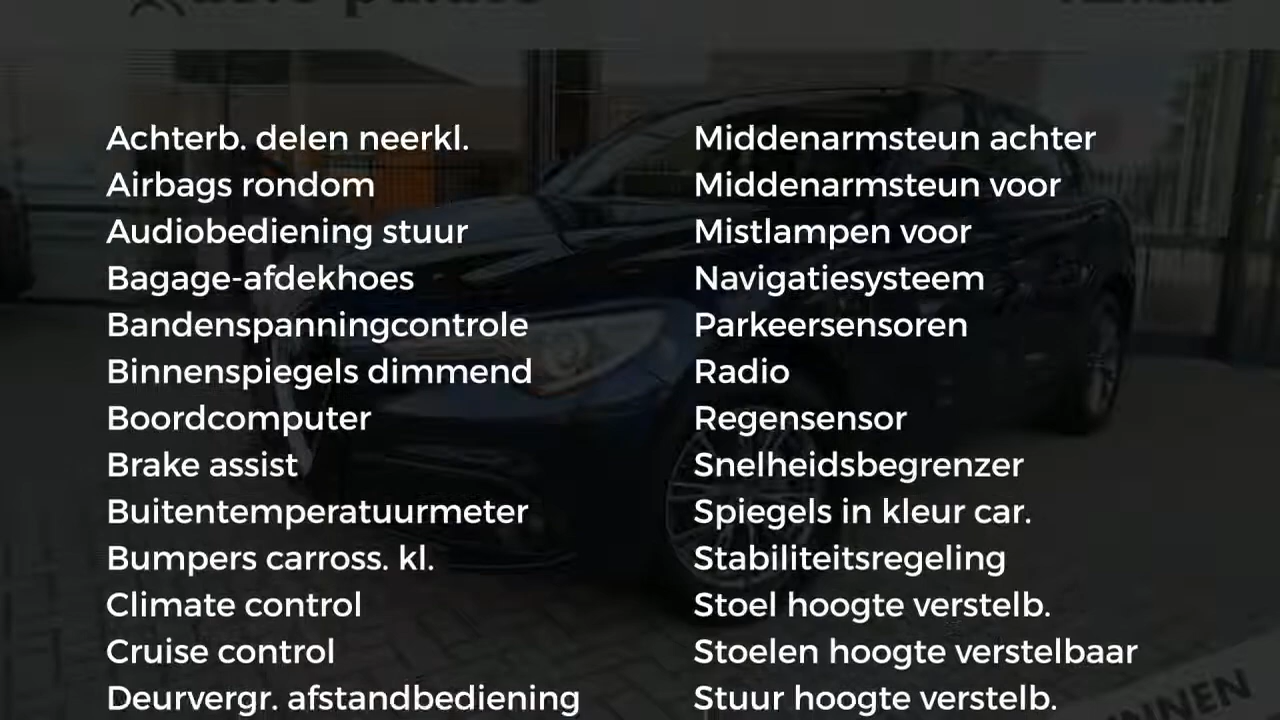 Achterb. delen neerkl.
Airbags rondom
Audiobediening stuur
Bagage-afdekhoes
Bandenspanningcontrole
Binnenspiegels dimmend
Boordcomputer
Brake assist
Buitentemperatuurmeter
Bumpers carross. kl.
Climate control
Cruise control
Deurvergr. afstandbediening
Middenarmsteun achter
Middenarmsteun voor
Mistlampen voor
Navigatiesysteem
Parkeersensoren
Radio
Regensensor
Snelheidsbegrenzer
Spiegels in kleur car.
Stabiliteitsregeling
Stoel hoogte verstelb.
Stoelen hoogte verstelbaar
Stuur hoogte verstelb.